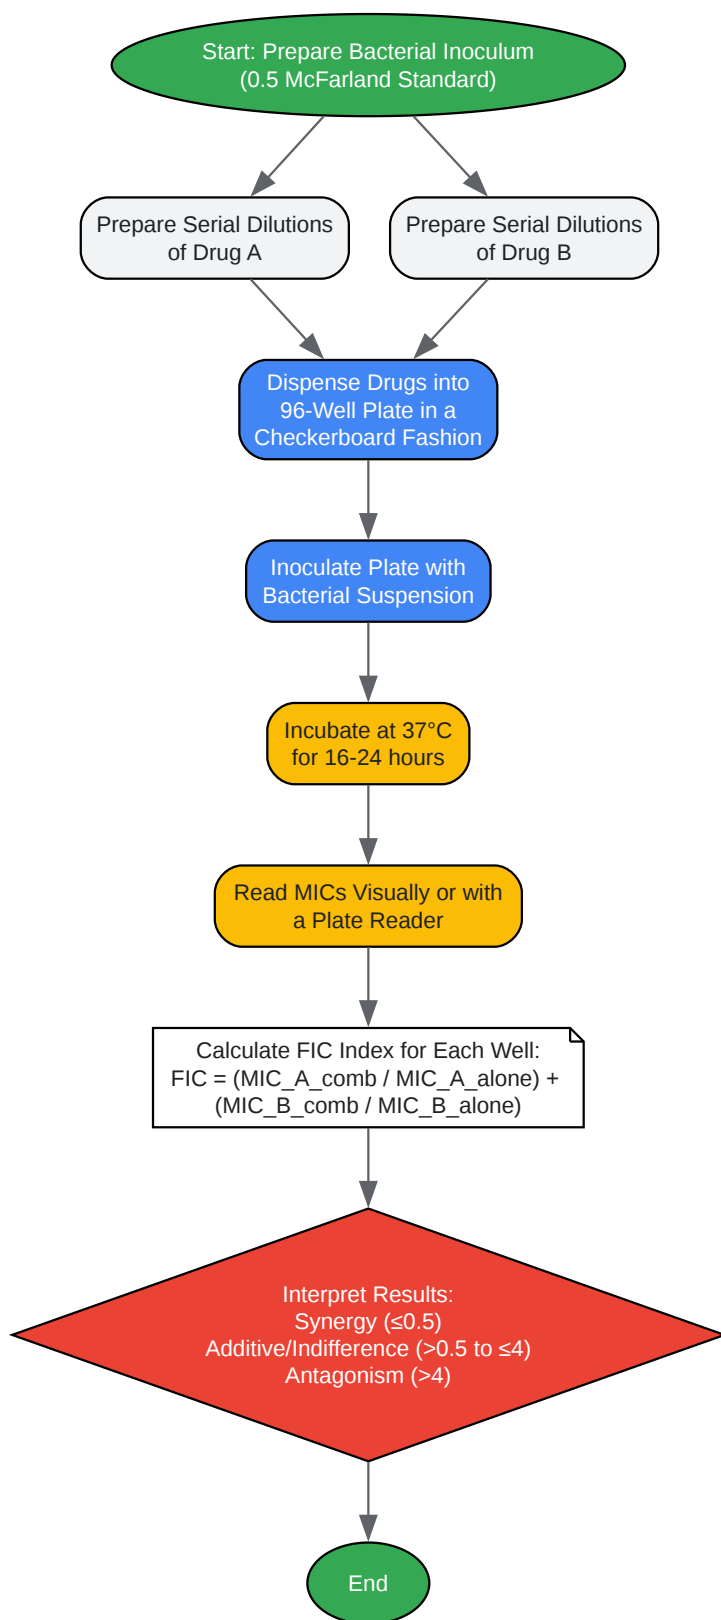 Start: Prepare Bacterial Inoculum
(0.5 McFarland Standard)
Prepare Serial Dilutions
of Drug A
Prepare Serial Dilutions
of Drug B
Dispense Drugs into
96-Well Plate in a
Checkerboard Fashion
Inoculate Plate with
Bacterial Suspension
Incubate at 37°C
for 16-24 hours
Read MICs Visually or with
a Plate Reader
Calculate FIC Index for Each Well:
FIC = (MIC_A_comb / MIC_A_alone) +
(MIC_B_comb / MIC_B_alone)
Interpret Results:
Synergy (≤0.5)
Additive/Indifference (>0.5 to ≤4)
Antagonism (>4)
End